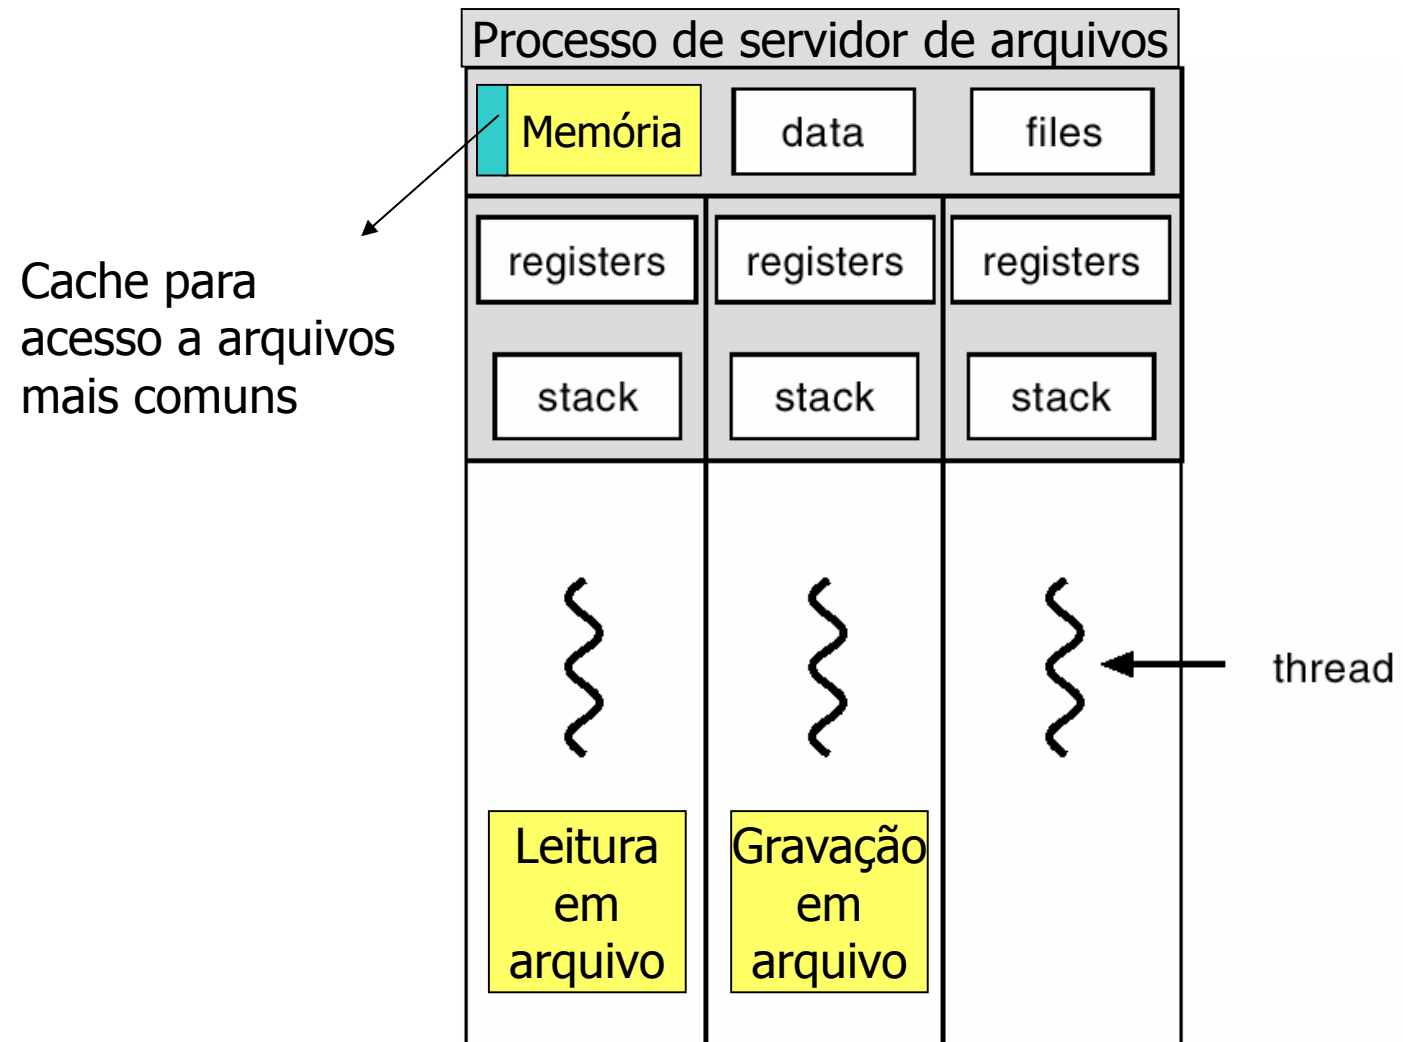 Processo de servidor de arquivos
Memória
data
files
Cache para
acesso a arquivos
mais comuns
registers
registers
registers
stack
stack
stack
thread
Leitura
em
arquivo
Gravação
em
arquivo